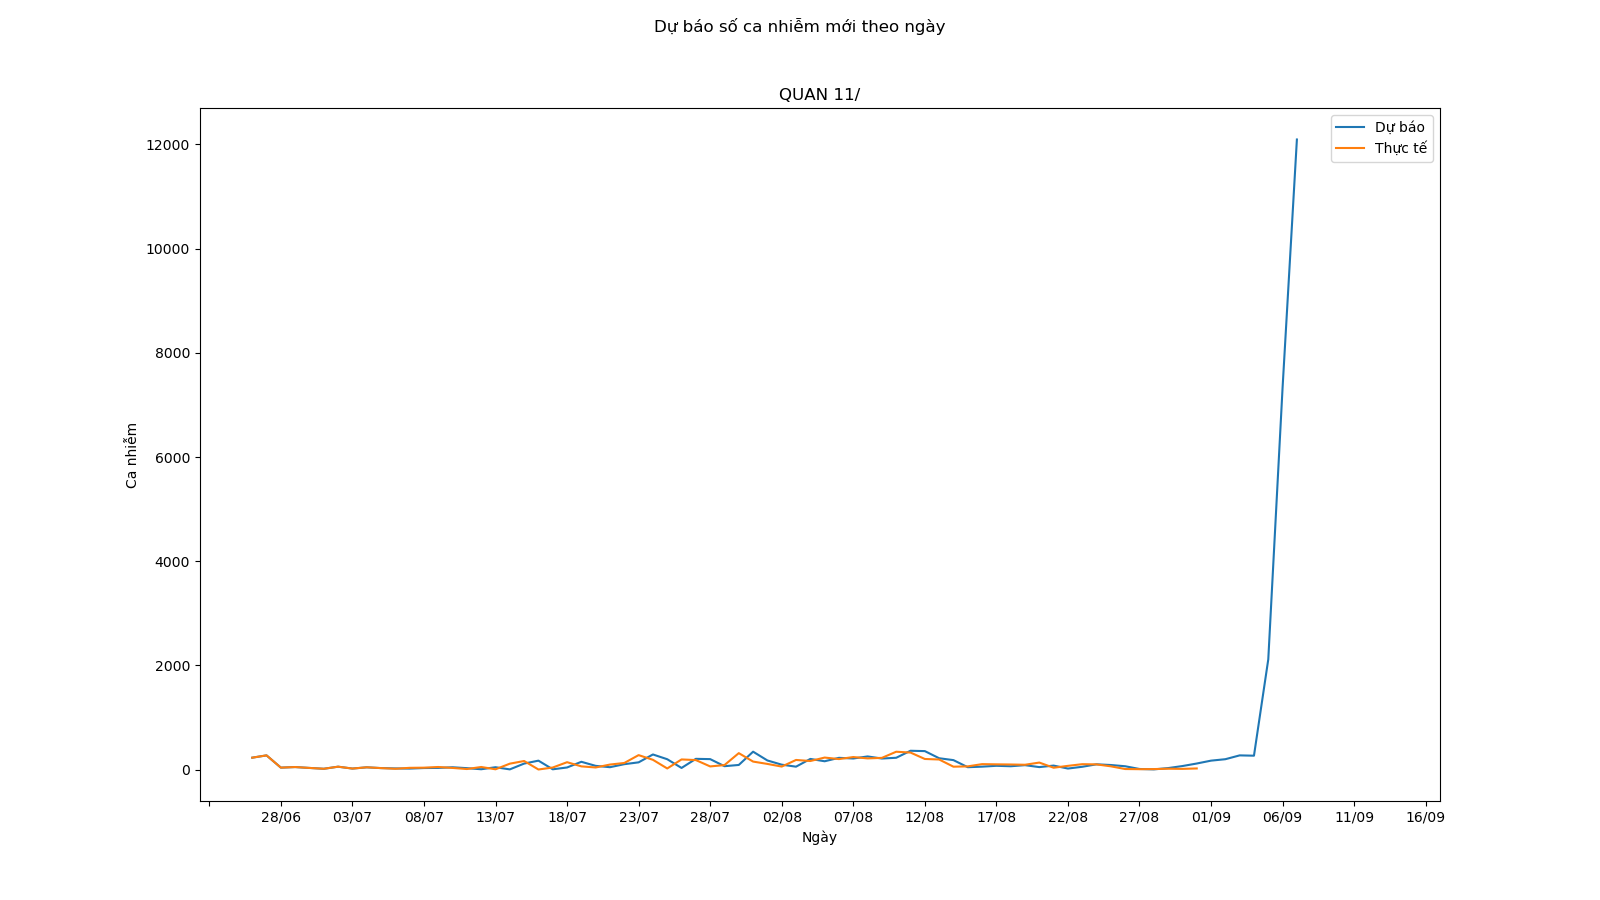 Dự báo số ca nhiễm mới theo ngày
QUAN 11/
Dự báo
Thực tế
12000
10000
8000
6000
4000
2000
0
Ca nhiễm
28/06 03/07 08/07 13/07 18/07 23/07 28/07 02/08 07/08 12/08 17/08 22/08 27/08 01/09 06/09 11/09 16/09
Ngày